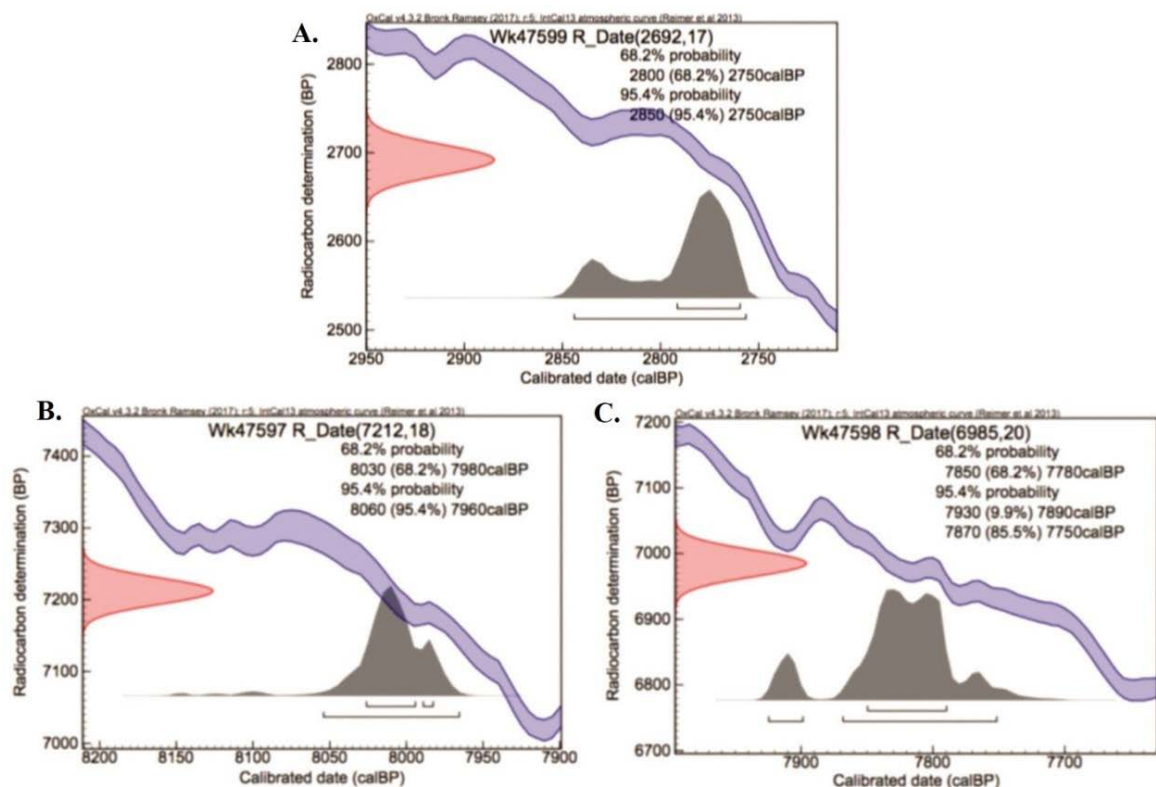 A.
OxCal v4.3.2 Bronk Ramsey (2017); r:5; IntCal13 atmospheric curve (Reimer et al 2013)
Wk47599 R_Date(2692,17)
68.2% probability
2800 (68.2%) 2750calBP
95.4% probability
2850 (95.4%) 2750calBP
Radiocarbon determination (BP)
2800
2700
2600
2500
2950 2900 2850 2800 2750
Calibrated date (calBP)
B.
OxCal v4.3.2 Bronk Ramsey (2017); r:5; IntCal13 atmospheric curve (Reimer et al 2013)
Wk47597 R_Date(7212,18)
68.2% probability
8030 (68.2%) 7980calBP
95.4% probability
8060 (95.4%) 7960calBP
Radiocarbon determination (BP)
7400
7300
7200
7100
7000
8200 8150 8100 8050 8000 7950 7900
Calibrated date (calBP)
C.
OxCal v4.3.2 Bronk Ramsey (2017); r:5; IntCal13 atmospheric curve (Reimer et al 2013)
Wk47598 R_Date(6985,20)
68.2% probability
7850 (68.2%) 7780calBP
95.4% probability
7930 (9.9%) 7890calBP
7870 (85.5%) 7750calBP
Radiocarbon determination (BP)
7200
7100
7000
6900
6800
6700
7900 7800 7700
Calibrated date (calBP)